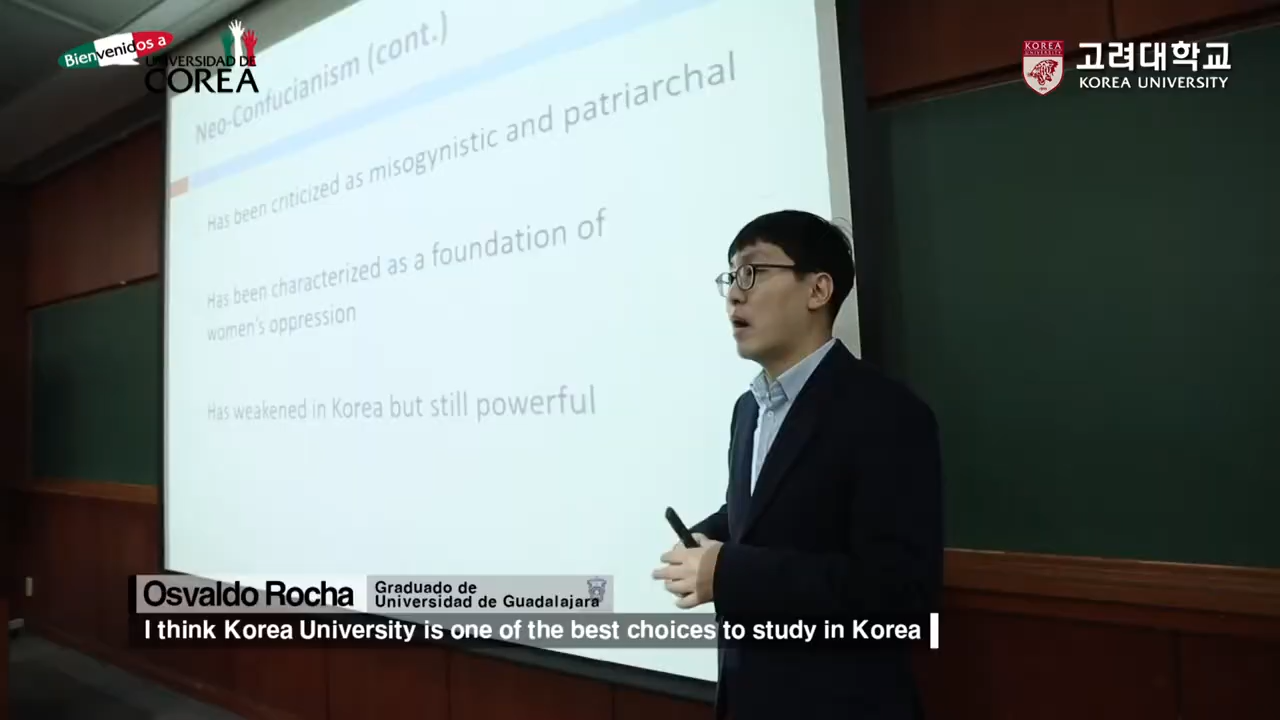 Bienvenidos a
UNIVERSIDAD DE
COREA
KOREA
고려대학교
KOREA UNIVERSITY
Neo-Confucianism (cont.)
Has been criticized as misogynistic and patriarchal
Has been characterized as a foundation of
women's oppression
Has weakened in Korea but still powerful
Osvaldo Rocha
Graduado de
Universidad de Guadalajara
I think Korea University is one of the best choices to study in Korea